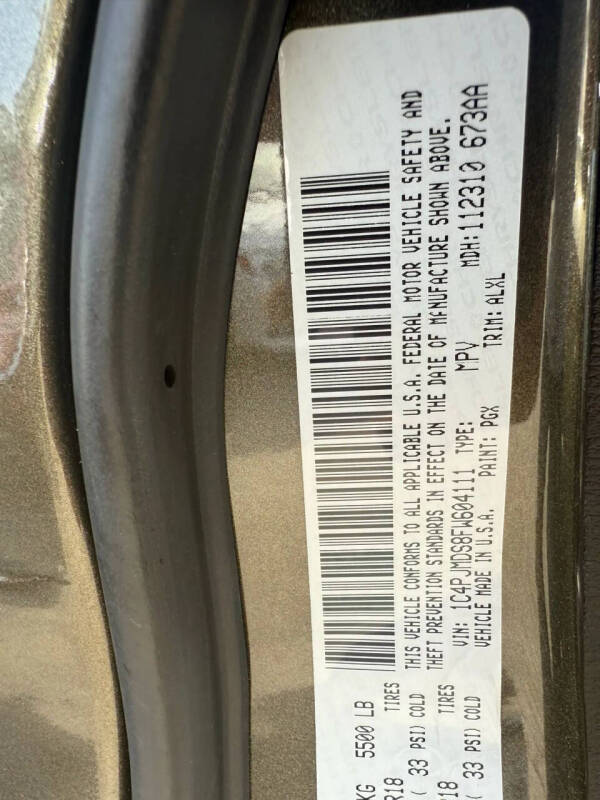 KG 5500 LB
R18 TIRES
( 33 PSI) COLD
R18 TIRES
( 33 PSI) COLD
THIS VEHICLE CONFORMS TO ALL APPLICABLE U.S.A. FEDERAL MOTOR VEHICLE SAFETY AND
THEFT PREVENTION STANDARDS IN EFFECT ON THE DATE OF MANUFACTURE SHOWN ABOVE.
VIN: 1C4PJMDS8FW604111 TYPE: MPV MDH:112310 673AA
VEHICLE MADE IN U.S.A. PAINT: PGX TRIM:ALXL